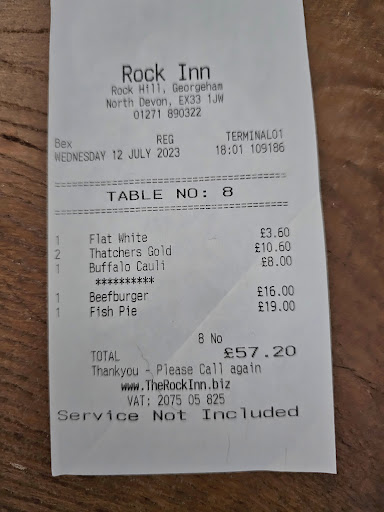 Rock Inn
Rock Hill, Georgeham
North Devon, EX33 1JW
01271 890322
Bex REG TERMINAL01
WEDNESDAY 12 JULY 2023 18:01 109186
==================================
TABLE NO: 8
==================================
1 Flat White £3.60
2 Thatchers Gold £10.60
1 Buffalo Cauli £8.00
**********
1 Beefburger £16.00
1 Fish Pie £19.00
8 No
TOTAL £57.20
Thankyou - Please Call again
www.TheRockInn.biz
VAT: 2075 05 825
Service Not Included